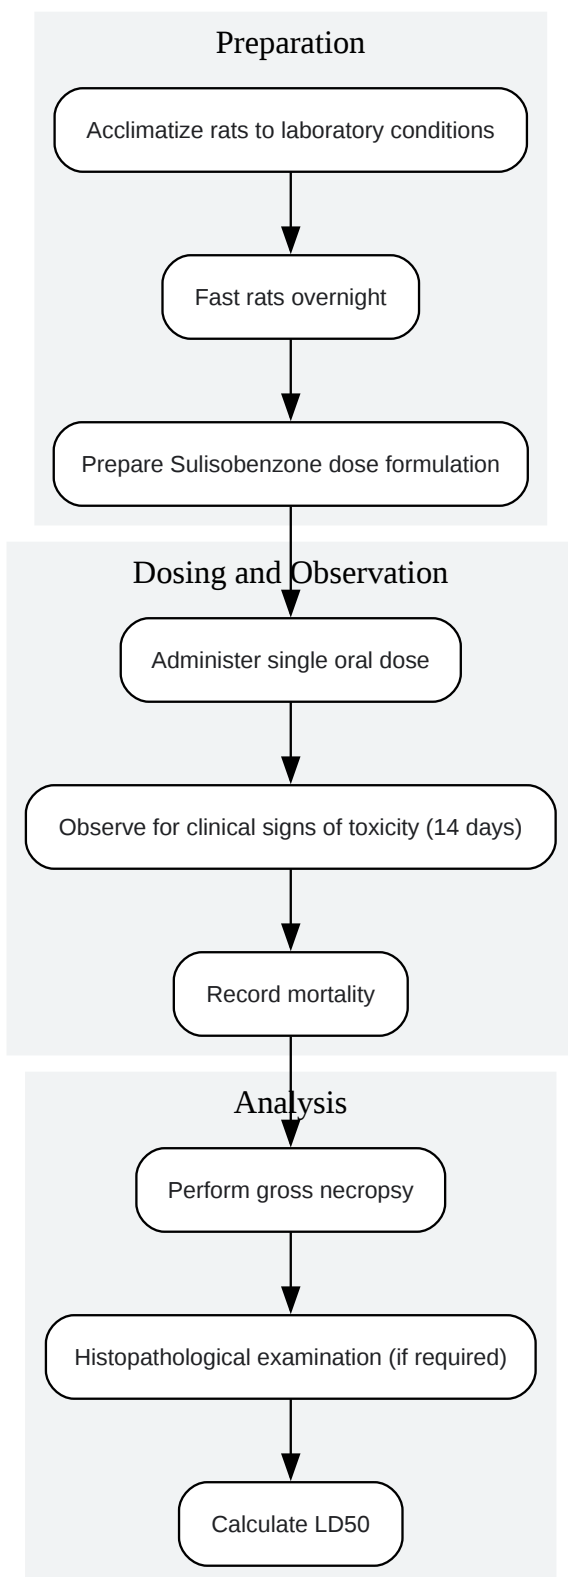 Preparation
Acclimatize rats to laboratory conditions
Fast rats overnight
Prepare Sulisobenzone dose formulation
Dosing and Observation
Administer single oral dose
Observe for clinical signs of toxicity (14 days)
Record mortality
Analysis
Perform gross necropsy
Histopathological examination (if required)
Calculate LD50